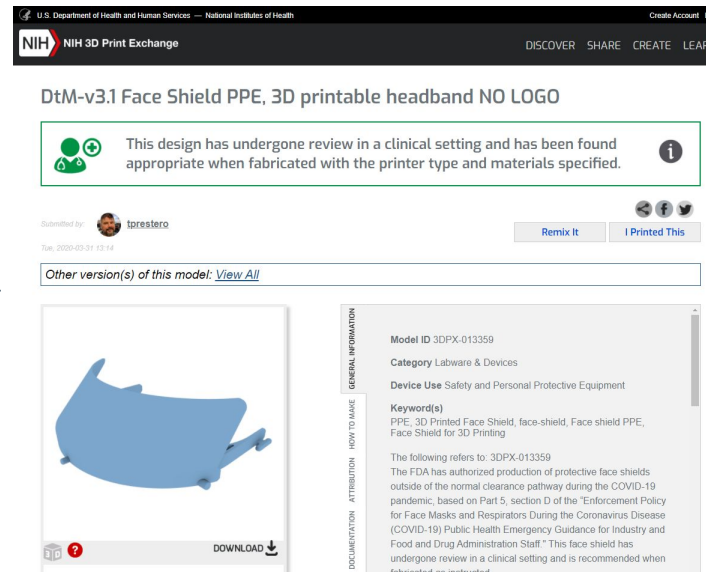 U.S. Department of Health and Human Services — National Institutes of Health
Create Account
NIH NIH 3D Print Exchange
DISCOVER SHARE CREATE
DtM-v3.1 Face Shield PPE, 3D printable headband NO LOGO
This design has undergone review in a clinical setting and has been found
appropriate when fabricated with the printer type and materials specified.
i
Submitted by: tprestero
Tue, 2020-03-31 13:14
Remix It
I Printed This
Other version(s) of this model: View All
3D ?
DOWNLOAD
GENERAL INFORMATION
HOW TO MAKE
ATTRIBUTION
DOCUMENTATION
Model ID 3DPX-013359
Category Labware & Devices
Device Use Safety and Personal Protective Equipment
Keyword(s)
PPE, 3D Printed Face Shield, face-shield, Face shield PPE,
Face Shield for 3D Printing
The following refers to: 3DPX-013359
The FDA has authorized production of protective face shields
outside of the normal clearance pathway during the COVID-19
pandemic, based on Part 5, section D of the "Enforcement Policy
for Face Masks and Respirators During the Coronavirus Disease
(COVID-19) Public Health Emergency Guidance for Industry and
Food and Drug Administration Staff." This face shield has
undergone review in a clinical setting and is recommended when